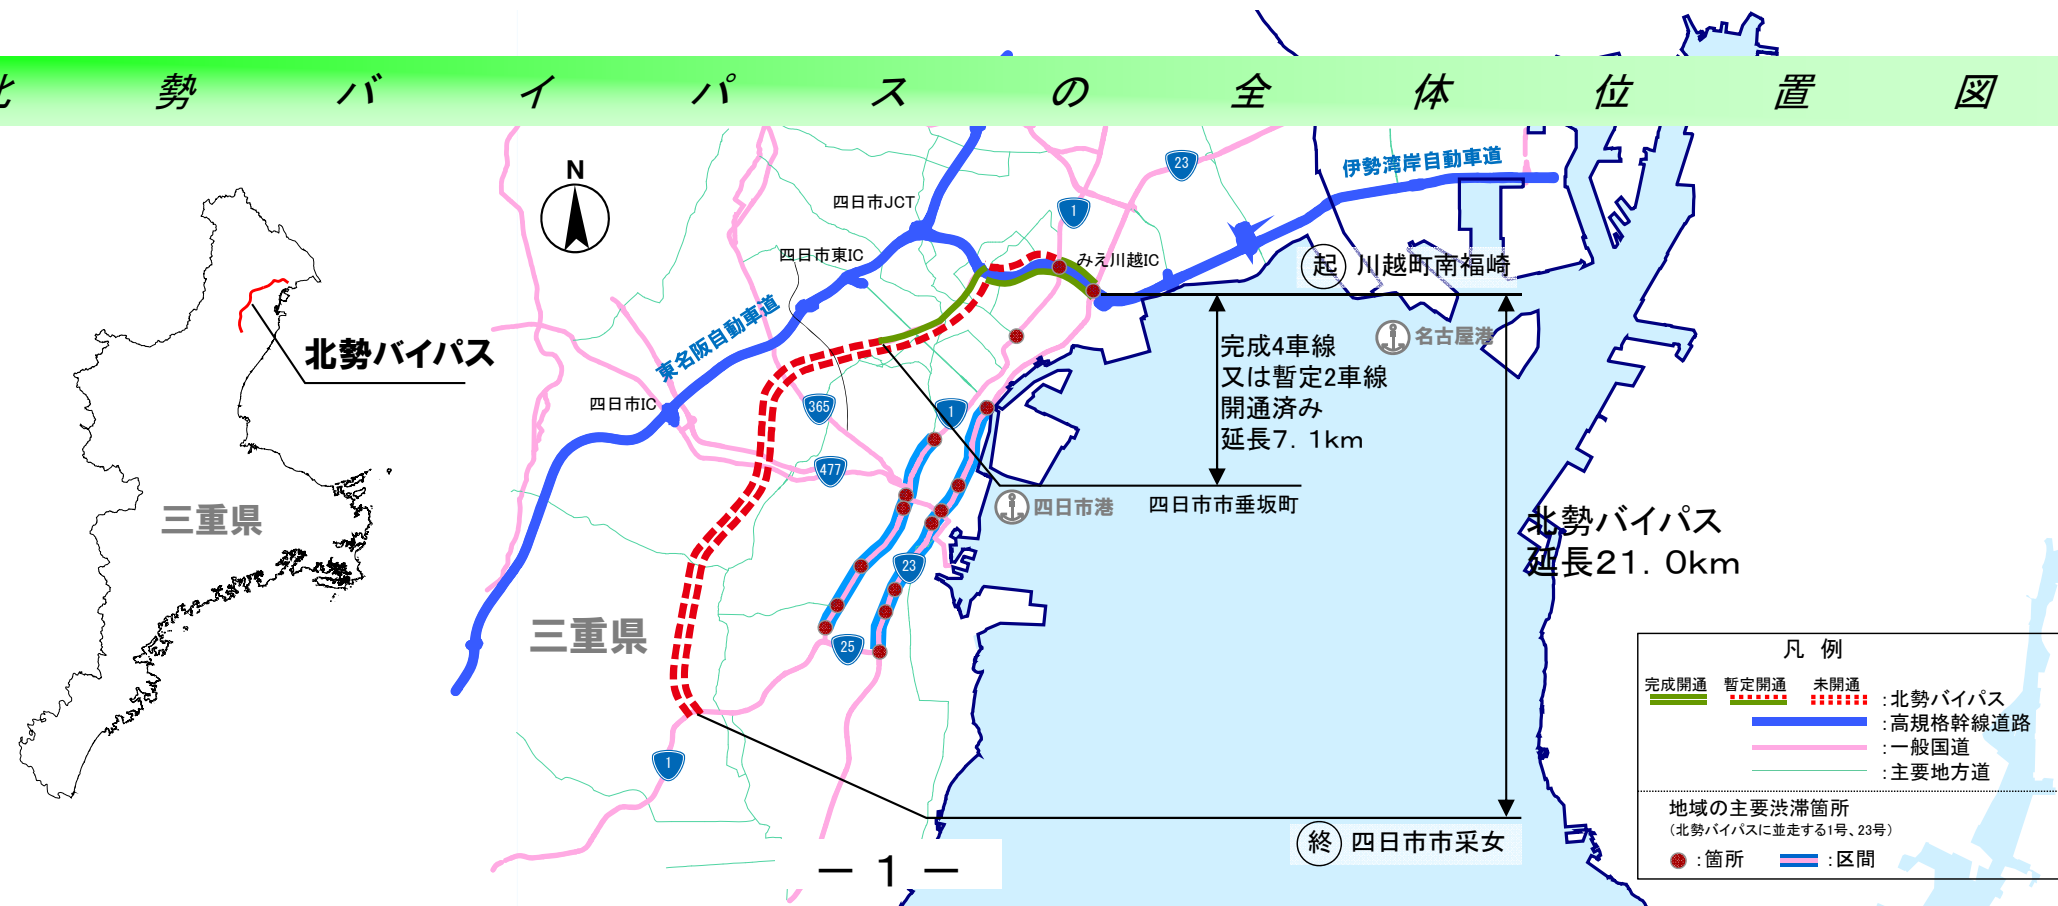 北勢バイパスの全体位置図
N
三重県
北勢バイパス
四日市JCT
四日市東IC
東名阪自動車道
四日市IC
みえ川越IC
伊勢湾岸自動車道
23
1
365
477
1
23
25
1
起 川越町南福崎
名古屋港
完成4車線
又は暫定2車線
開通済み
延長7.1km
四日市港
四日市市垂坂町
北勢バイパス
延長21.0km
三重県
終 四日市市采女
凡 例
完成開通 暫定開通 未開通
:北勢バイパス
:高規格幹線道路
:一般国道
:主要地方道
地域の主要渋滞箇所
(北勢バイパスに並走する1号、23号)
:箇所 :区間
― 1 ―